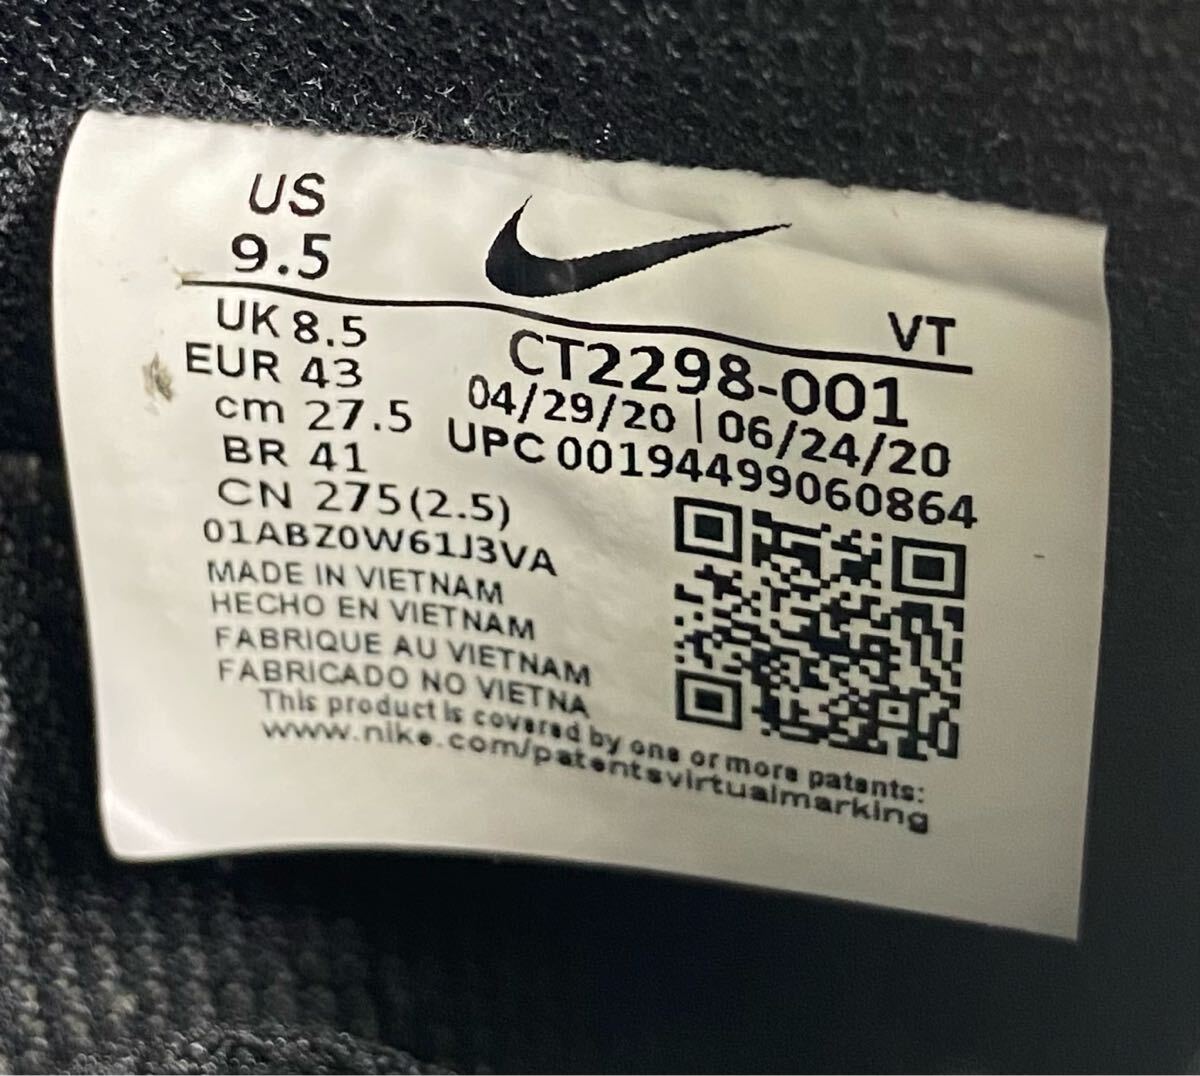 US
9.5
VT
UK 8.5
EUR 43
cm 27.5
BR 41
CN 275(2.5)
CT2298-001
04/29/20 | 06/24/20
UPC 00194499060864
01ABZ0W61J3VA
MADE IN VIETNAM
HECHO EN VIETNAM
FABRIQUE AU VIETNAM
FABRICADO NO VIETNA
This product is covered by one or more patents:
www.nike.com/patentsvirtualmarking